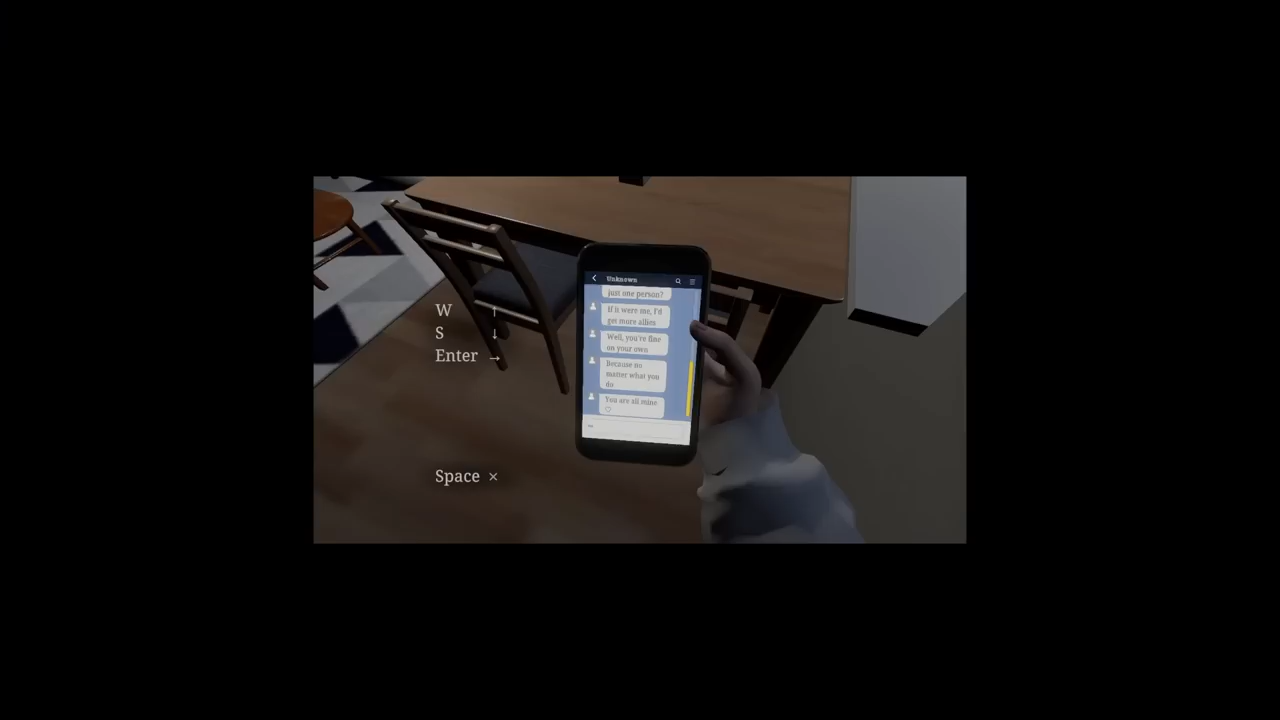 Unknown
just one person?
If it were me, I'd
get more allies
Well, you're fine
on your own
Because no
matter what you
do
You are all mine
♡
W ↑
S ↓
Enter →
Space ×